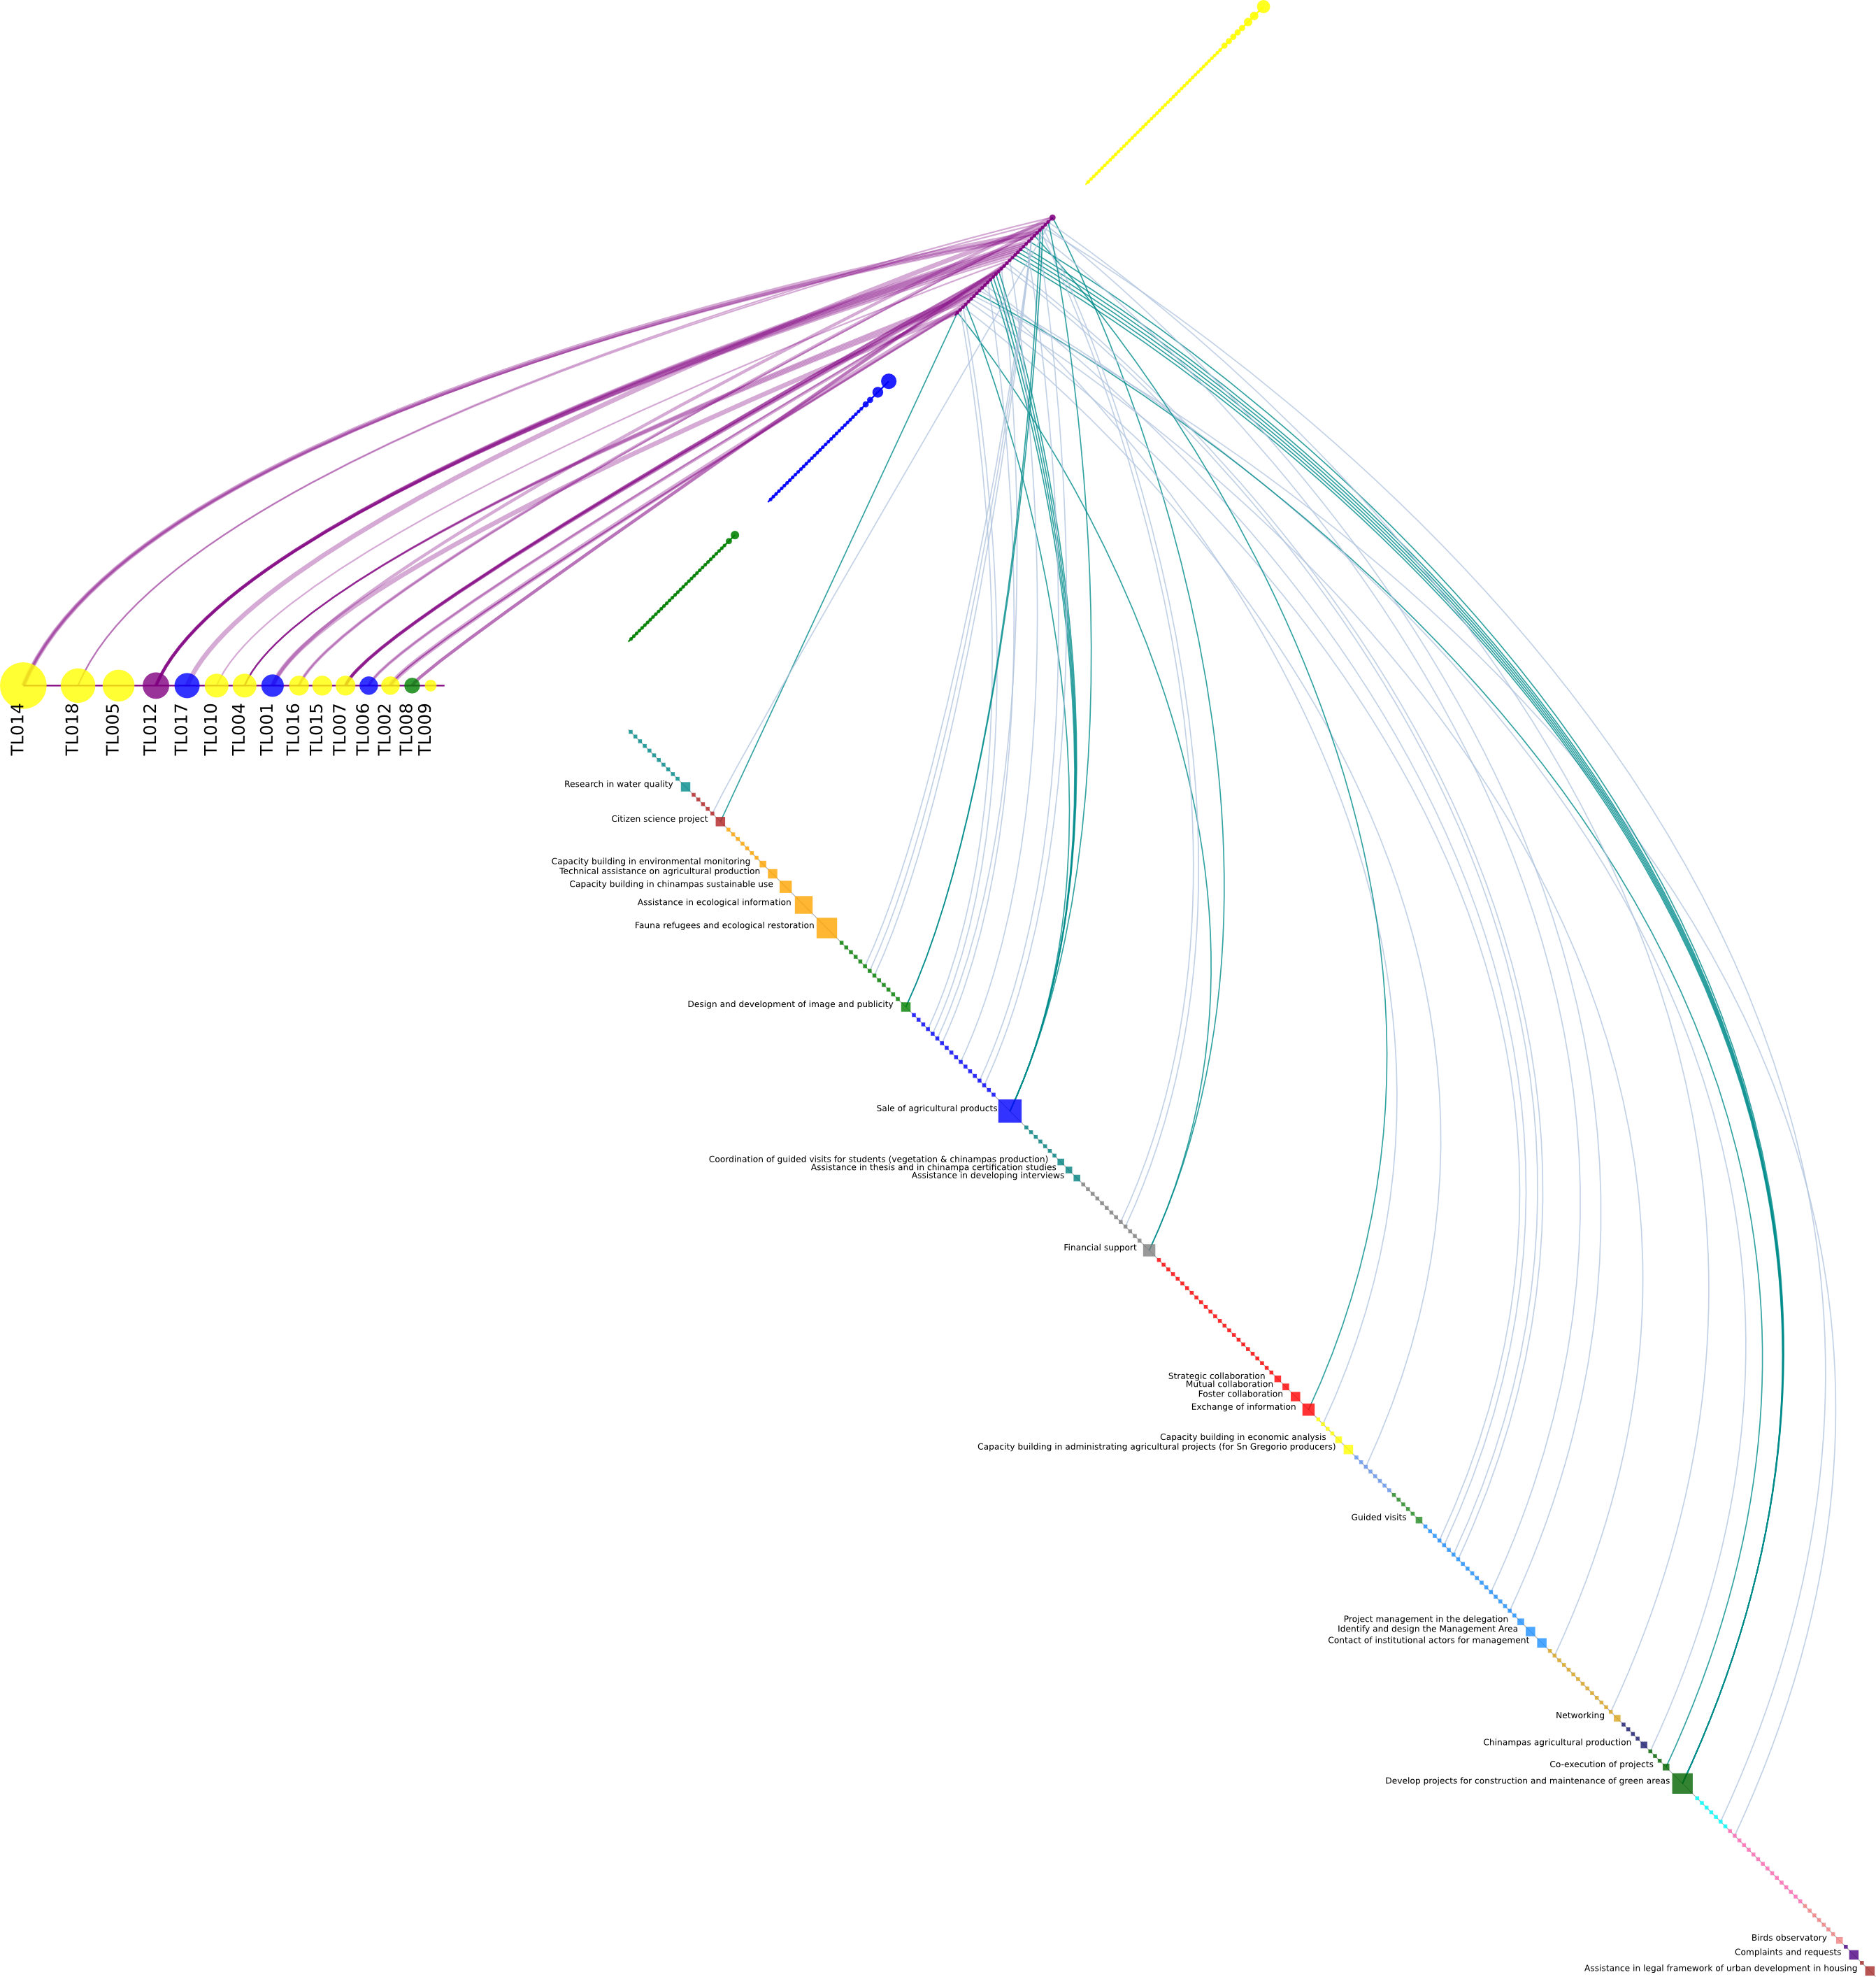 TL014
TL018
TL005
TL012
TL017
TL010
TL004
TL001
TL016
TL015
TL007
TL006
TL002
TL008
TL009
Research in water quality
Citizen science project
Capacity building in environmental monitoring
Technical assistance on agricultural production
Capacity building in chinampas sustainable use
Assistance in ecological information
Fauna refugees and ecological restoration
Design and development of image and publicity
Sale of agricultural products
Coordination of guided visits for students (vegetation & chinampas production)
Assistance in thesis and in chinampa certification studies
Assistance in developing interviews
Financial support
Strategic collaboration
Mutual collaboration
Foster collaboration
Exchange of information
Capacity building in economic analysis
Capacity building in administrating agricultural projects (for Sn Gregorio producers)
Guided visits
Project management in the delegation
Identify and design the Management Area
Contact of institutional actors for management
Networking
Chinampas agricultural production
Co-execution of projects
Develop projects for construction and maintenance of green areas
Birds observatory
Complaints and requests
Assistance in legal framework of urban development in housing